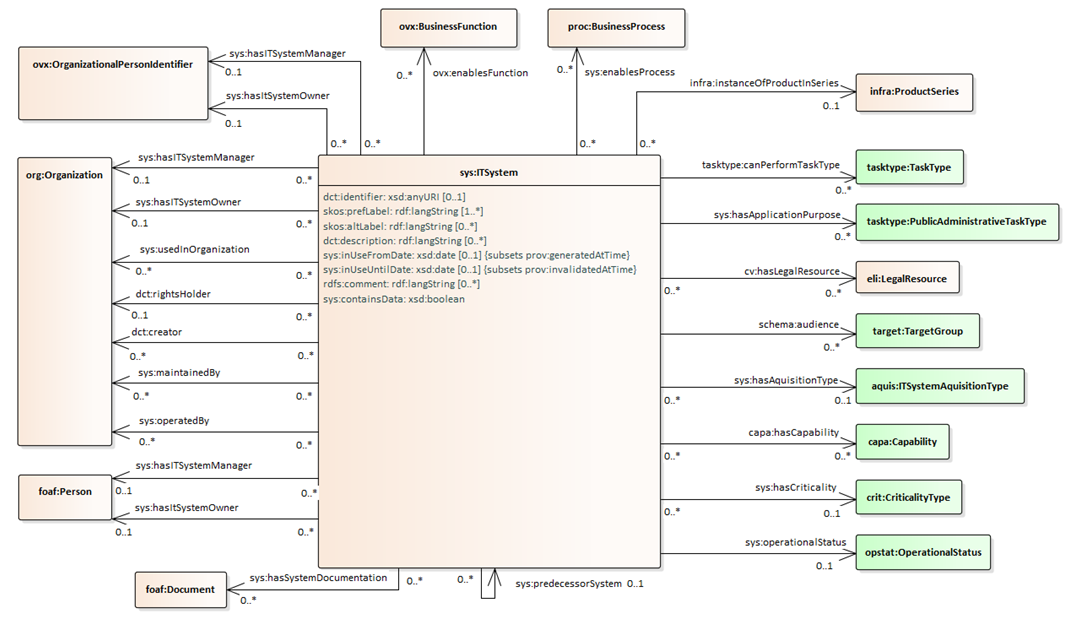 ovx:BusinessFunction
proc:BusinessProcess
ovx:OrganizationalPersonIdentifier
sys:hasITSystemManager
0..1
sys:hasItSystemOwner
0..1
0..*
0..*
0..*
ovx:enablesFunction
0..*
sys:enablesProcess
0..*
infra:instanceOfProductInSeries
0..1
0..*
infra:ProductSeries
org:Organization
sys:hasITSystemManager
0..1
0..*
sys:hasITSystemOwner
0..1
0..*
sys:usedInOrganization
0..*
0..*
dct:rightsHolder
0..1
0..*
dct:creator
0..*
0..*
sys:maintainedBy
0..*
0..*
sys:operatedBy
0..*
0..*
foaf:Person
sys:hasITSystemManager
0..1
0..*
sys:hasItSystemOwner
0..1
0..*
sys:ITSystem
dct:identifier: xsd:anyURI [0..1]
skos:prefLabel: rdf:langString [1..*]
skos:altLabel: rdf:langString [0..*]
dct:description: rdf:langString [0..*]
sys:inUseFromDate: xsd:date [0..1] {subsets prov:generatedAtTime}
sys:inUseUntilDate: xsd:date [0..1] {subsets prov:invalidatedAtTime}
rdfs:comment: rdf:langString [0..*]
sys:containsData: xsd:boolean
tasktype:canPerformTaskType
0..*
tasktype:TaskType
sys:hasApplicationPurpose
0..*
tasktype:PublicAdministrativeTaskType
cv:hasLegalResource
0..*
0..*
eli:LegalResource
schema:audience
0..*
target:TargetGroup
sys:hasAquisitionType
0..*
0..1
aquis:ITSystemAquisitionType
capa:hasCapability
0..*
0..*
capa:Capability
sys:hasCriticality
0..*
0..1
crit:CriticalityType
sys:operationalStatus
0..1
opstat:OperationalStatus
foaf:Document
sys:hasSystemDocumentation
0..*
0..*
0..*
sys:predecessorSystem 0..1